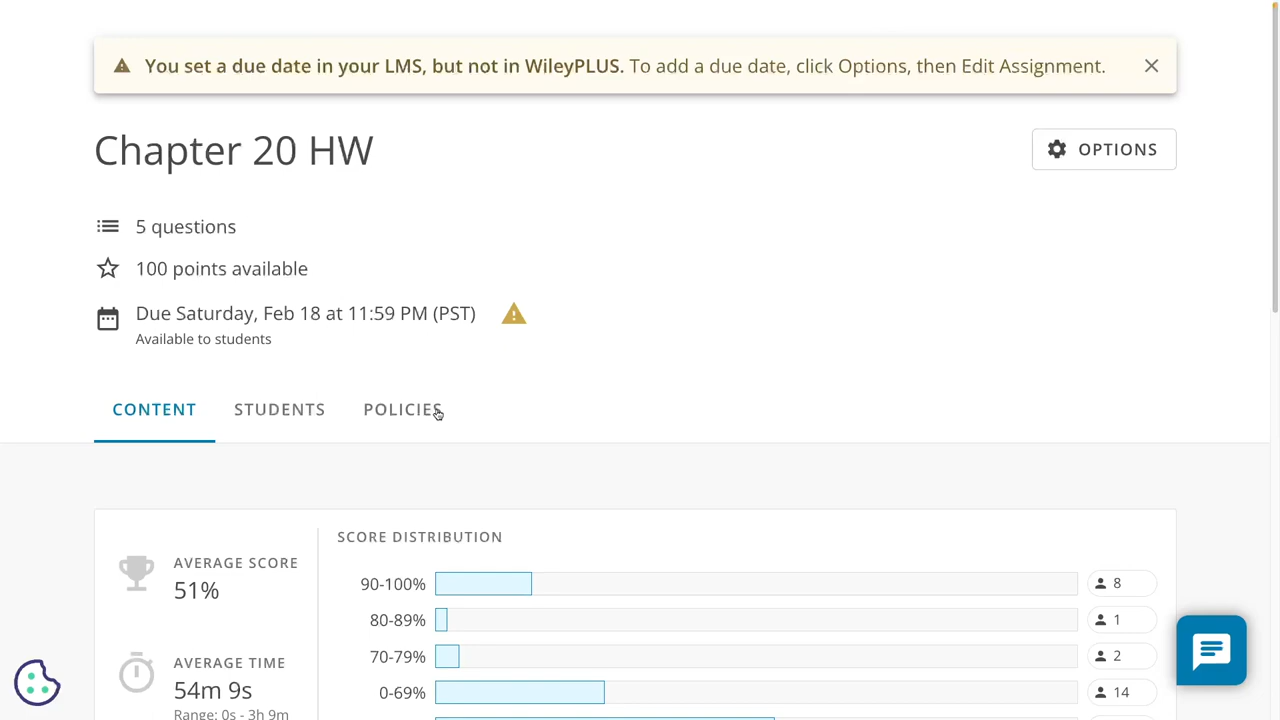 You set a due date in your LMS, but not in WileyPLUS. To add a due date, click Options, then Edit Assignment.
Chapter 20 HW
OPTIONS
5 questions
100 points available
Due Saturday, Feb 18 at 11:59 PM (PST)
Available to students
CONTENT STUDENTS POLICIES
SCORE DISTRIBUTION
AVERAGE SCORE
51%
90-100% 8
80-89% 1
70-79% 2
AVERAGE TIME
54m 9s
0-69% 14
Range: 0s - 3h 9m